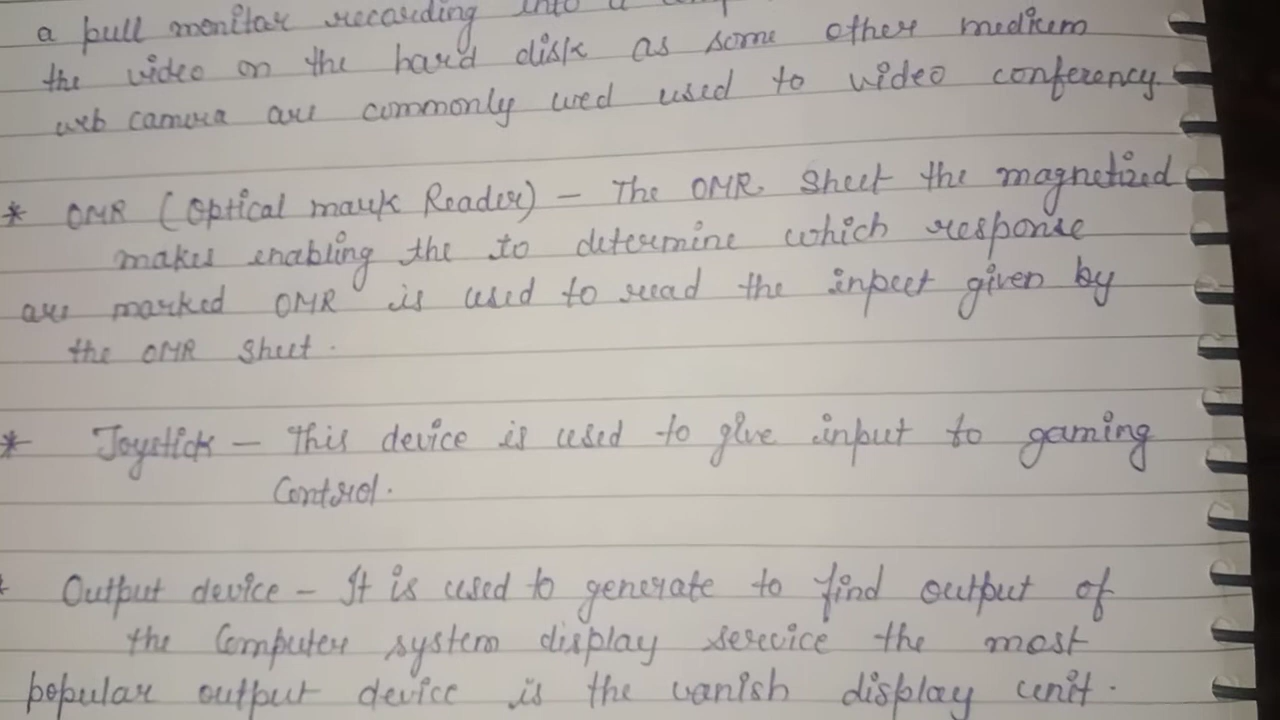 a pull monitar recording into a
the video on the hard disk as some other medium
web camera are commonly wed used to video conferency
* OMR (Optical mark Reader) - The OMR Sheet the magnetized
makes enabling the to determine which response
are marked OMR is used to read the input given by
the OMR Sheet.
* Joystick - This device is used to give input to gaming
Control.
Output device - It is used to generate to find output of
the Computer system display service the most
popular output device is the vanish display unit.